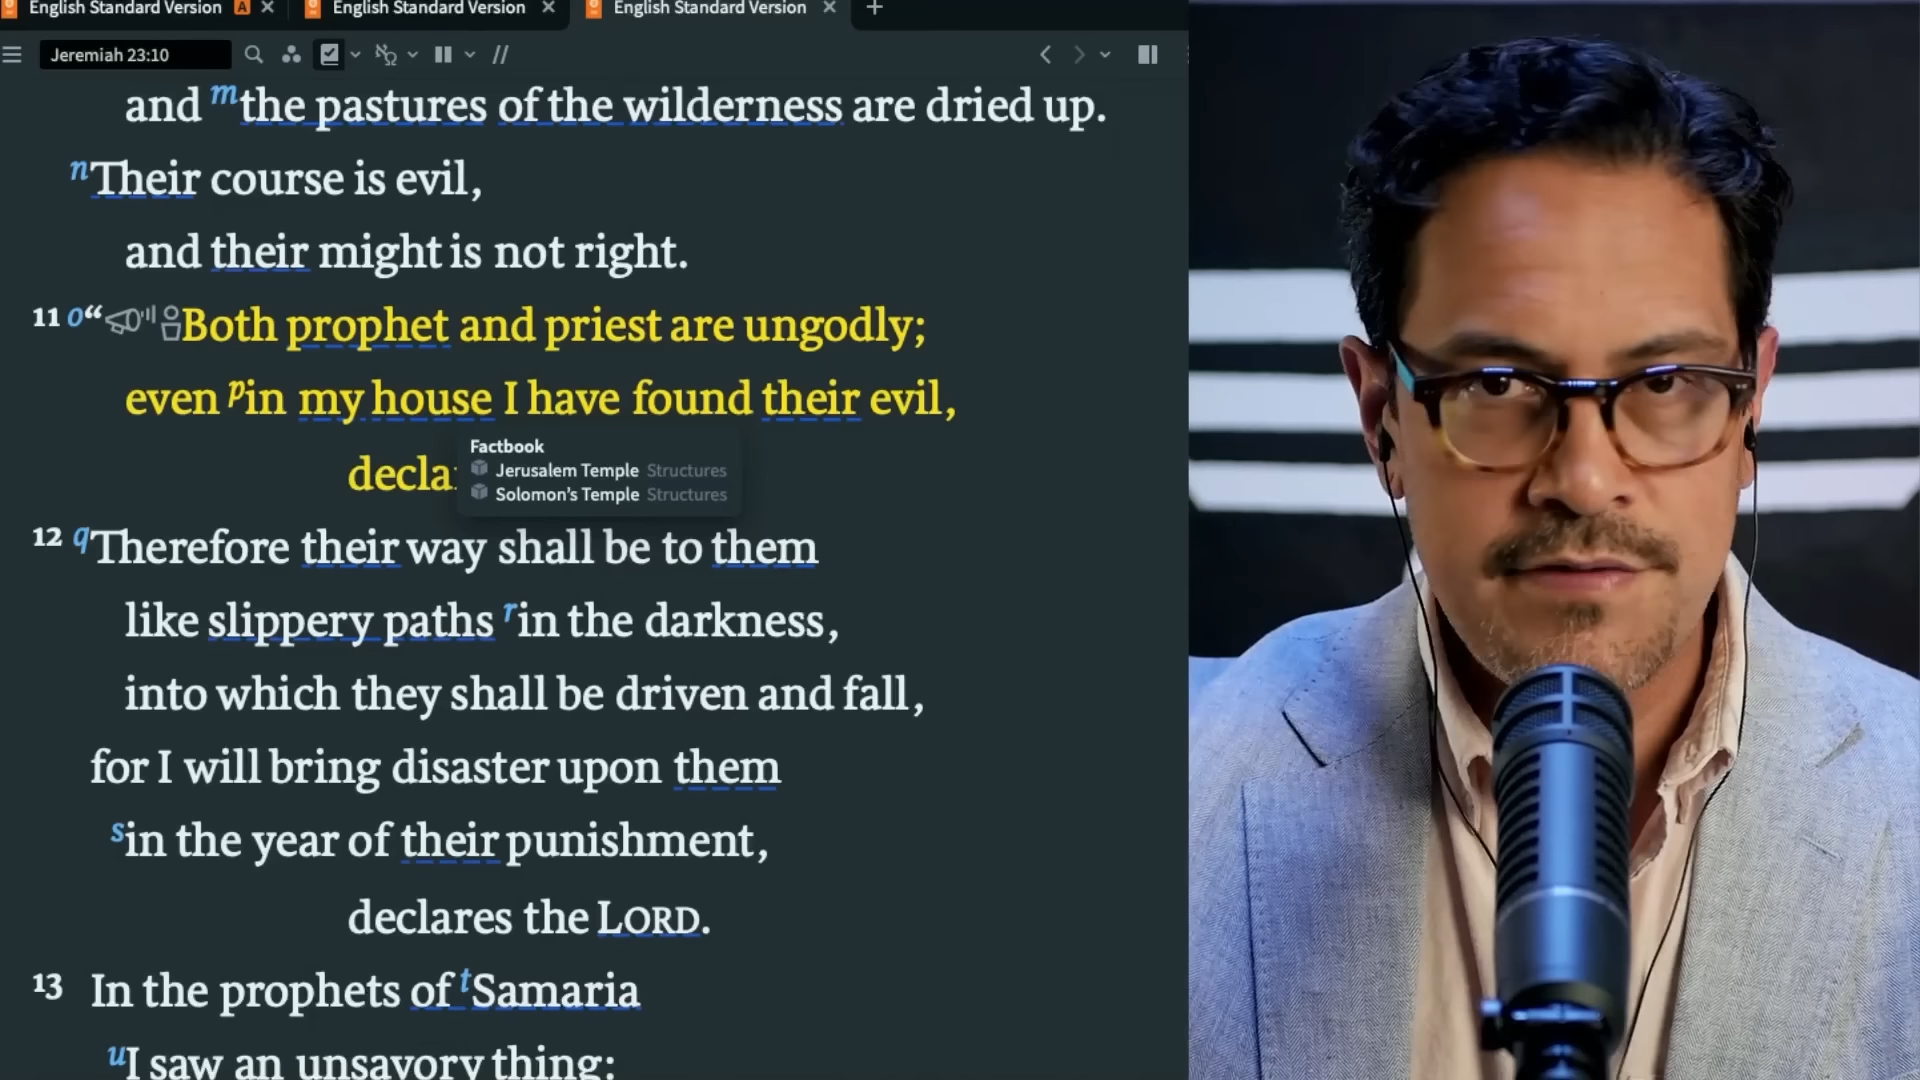 English Standard Version A
English Standard Version
English Standard Version
Jeremiah 23:10
and m the pastures of the wilderness are dried up.
n Their course is evil,
and their might is not right.
11 o “Both prophet and priest are ungodly;
even p in my house I have found their evil,
Factbook
Jerusalem Temple Structures
Solomon’s Temple Structures
12 q Therefore their way shall be to them
like slippery paths r in the darkness,
into which they shall be driven and fall,
for I will bring disaster upon them
s in the year of their punishment,
declares the LORD.
13 In the prophets of t Samaria
u I saw an unsavory thing: